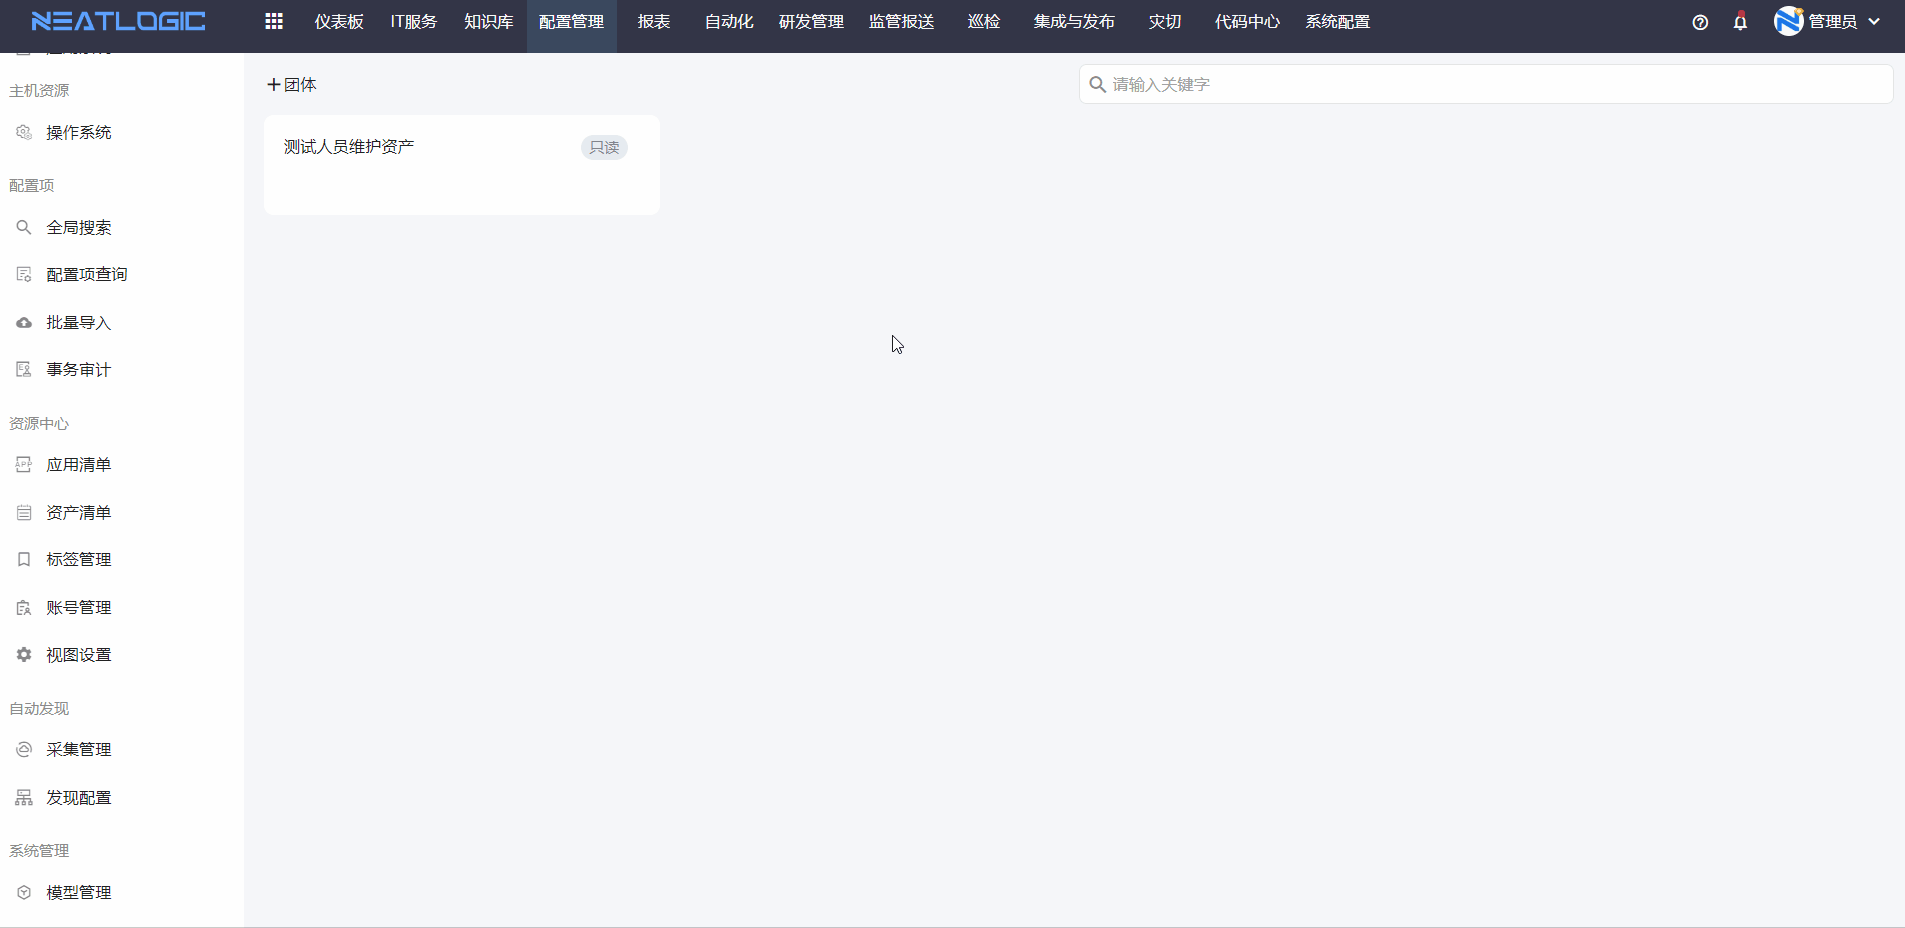 NEATLOGIC
仪表板
IT服务
知识库
配置管理
报表
自动化
研发管理
监管报送
巡检
集成与发布
灾切
代码中心
系统配置
管理员
主机资源
操作系统
配置项
全局搜索
配置项查询
批量导入
事务审计
资源中心
应用清单
资产清单
标签管理
账号管理
视图设置
自动发现
采集管理
发现配置
系统管理
模型管理
+团体
请输入关键字
测试人员维护资产
只读